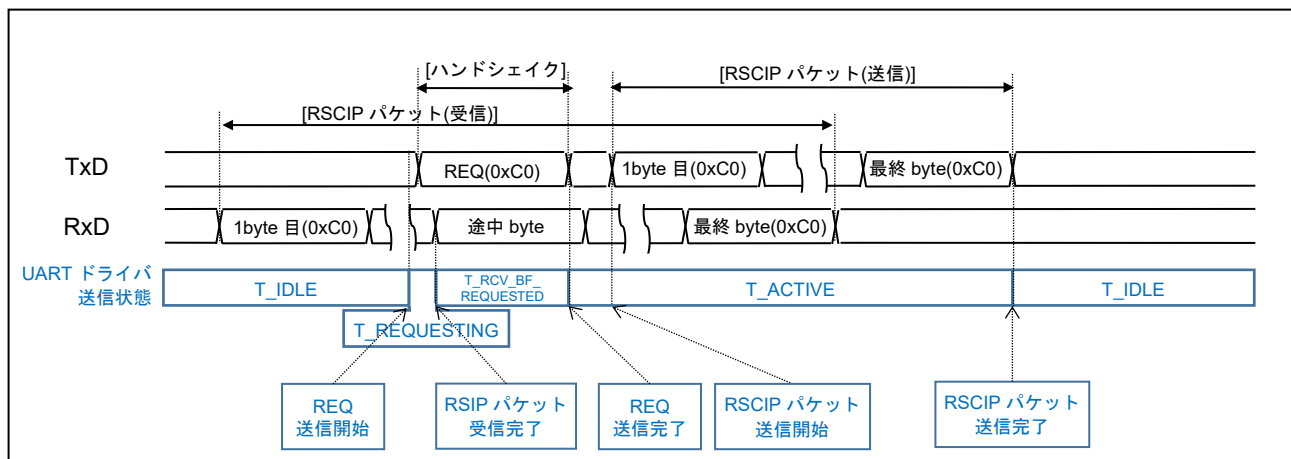 [ハンドシェイク]
[RSCIP パケット(送信)]
[RSCIP パケット(受信)]
TxD
REQ(0xC0)
1byte 目(0xC0)
最終 byte(0xC0)
RxD
1byte 目(0xC0)
途中 byte
最終 byte(0xC0)
UART ドライバ
送信状態
T_IDLE
T_RCV_BF_
REQUESTED
T_ACTIVE
T_IDLE
T_REQUESTING
REQ
送信開始
RSIP パケット
受信完了
REQ
送信完了
RSCIP パケット
送信開始
RSCIP パケット
送信完了